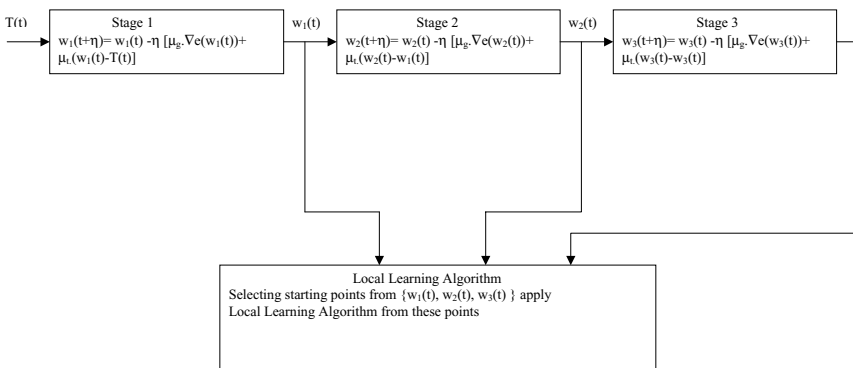 T(t)
Stage 1
w₁(t+η)= w₁(t) -η [μg.∇e(w₁(t))+
μt.(w₁(t)-T(t)]
w₁(t)
Stage 2
w₂(t+η)= w₂(t) -η [μg.∇e(w₂(t))+
μt.(w₂(t)-w₁(t)]
w₂(t)
Stage 3
w₃(t+η)= w₃(t) -η [μg.∇e(w₃(t))+
μt.(w₃(t)-w₃(t)]
Local Learning Algorithm
Selecting starting points from {w₁(t), w₂(t), w₃(t) } apply
Local Learning Algorithm from these points